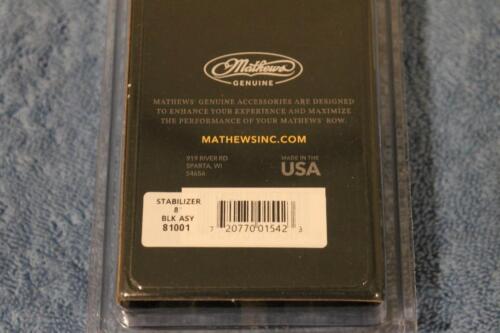 Mathews
GENUINE
MATHEWS' GENUINE ACCESSORIES ARE DESIGNED
TO ENHANCE YOUR EXPERIENCE AND MAXIMIZE
THE PERFORMANCE OF YOUR MATHEWS' BOW.
MATHEWSINC.COM
919 RIVER RD
SPARTA, WI
54656
MADE IN THE
USA
STABILIZER
8
BLK ASY
81001
7 20770 01542 3